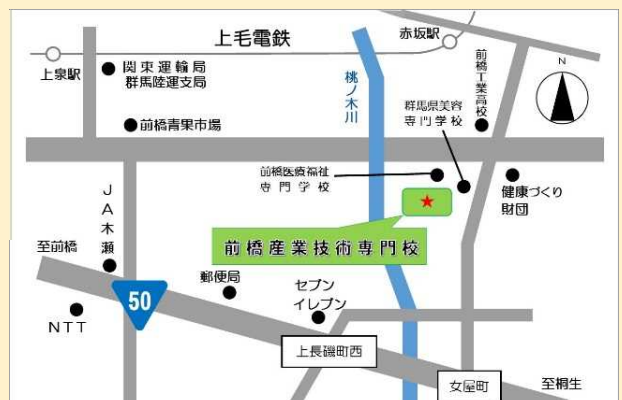 上毛電鉄
赤坂駅
上泉駅
関東運輸局
群馬陸運支局
前橋青果市場
桃ノ木川
群馬県美容
専門学校
前橋工業高校
N
前橋医療福祉
専門学校
健康づくり
財団
★
前橋産業技術専門校
JA木瀬
至前橋
郵便局
セブン
イレブン
50
NTT
上長磯町西
女屋町
至桐生